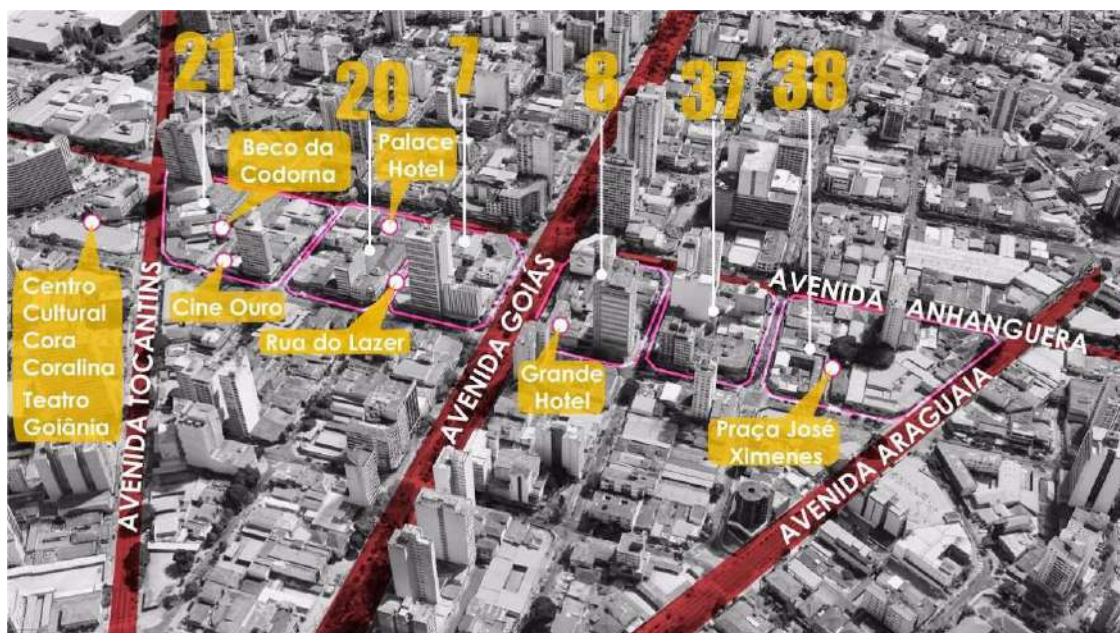 21
20
7
8
37
38
Beco da
Codorna
Palace
Hotel
Centro
Cultural
Cora
Coralina
Teatro
Goiânia
Cine Ouro
Rua do Lazer
Grande
Hotel
Praça José
Ximenes
AVENIDA TOCANTINS
AVENIDA GOIÁS
AVENIDA ANHANGUERA
AVENIDA ARAGUAIA